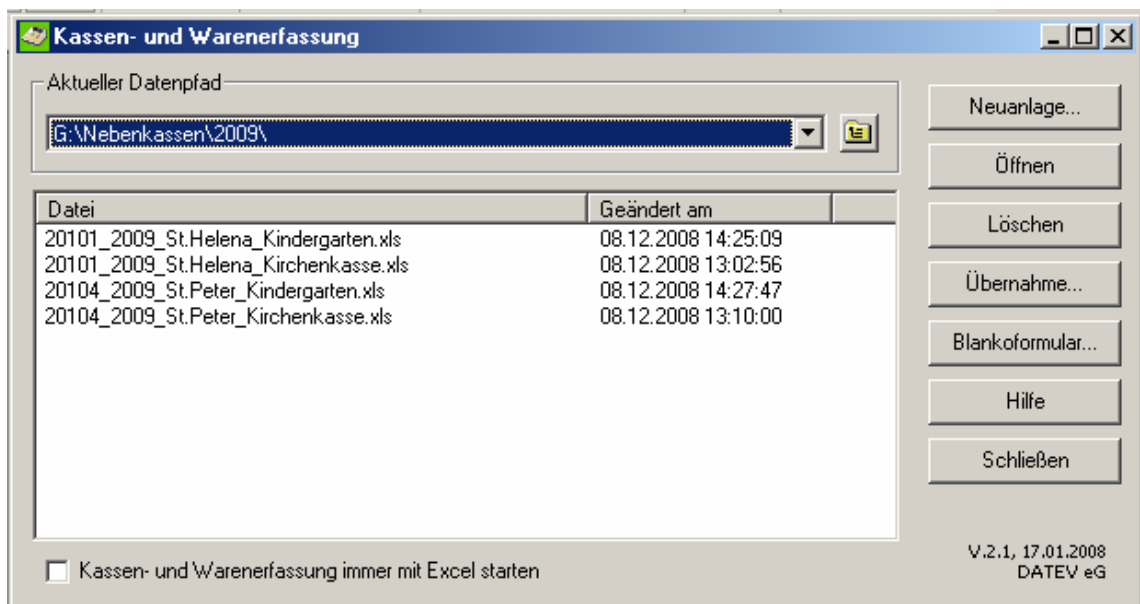 Kassen- und Warenerfassung
Aktueller Datenpfad
G:\Nebenkassen\2009\
Datei Geändert am
20101_2009_St.Helena_Kindergarten.xls 08.12.2008 14:25:09
20101_2009_St.Helena_Kirchenkasse.xls 08.12.2008 13:02:56
20104_2009_St.Peter_Kindergarten.xls 08.12.2008 14:27:47
20104_2009_St.Peter_Kirchenkasse.xls 08.12.2008 13:10:00
Kassen- und Warenerfassung immer mit Excel starten
Neuanlage...
Öffnen
Löschen
Übernahme...
Blankoformular...
Hilfe
Schließen
V.2.1, 17.01.2008
DATEV eG